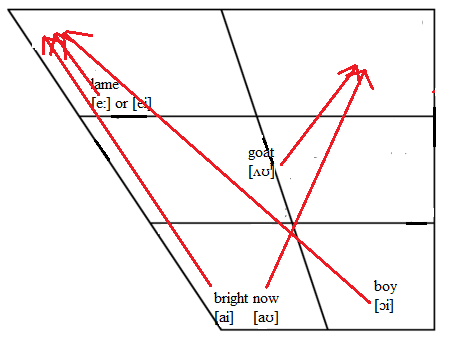 lame
[e:] or [ei]
goat
[ʌʊ]
bright now
[ai] [aʊ]
boy
[ɔi]